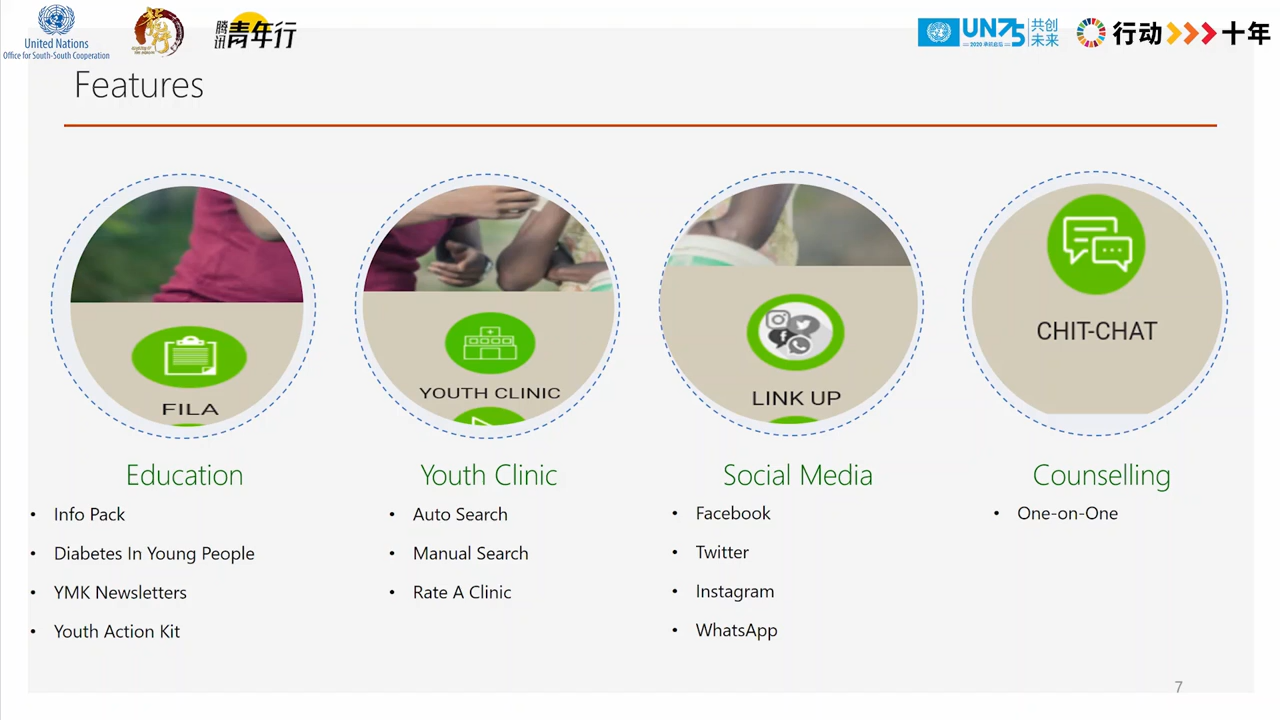 United Nations
Office for South-South Cooperation
腾讯 青年行
UN75
2020 承前启后
共创
未来
行动 十年
Features
FILA
YOUTH CLINIC
LINK UP
CHIT-CHAT
Education
• Info Pack
• Diabetes In Young People
• YMK Newsletters
• Youth Action Kit
Youth Clinic
• Auto Search
• Manual Search
• Rate A Clinic
Social Media
• Facebook
• Twitter
• Instagram
• WhatsApp
Counselling
• One-on-One
7